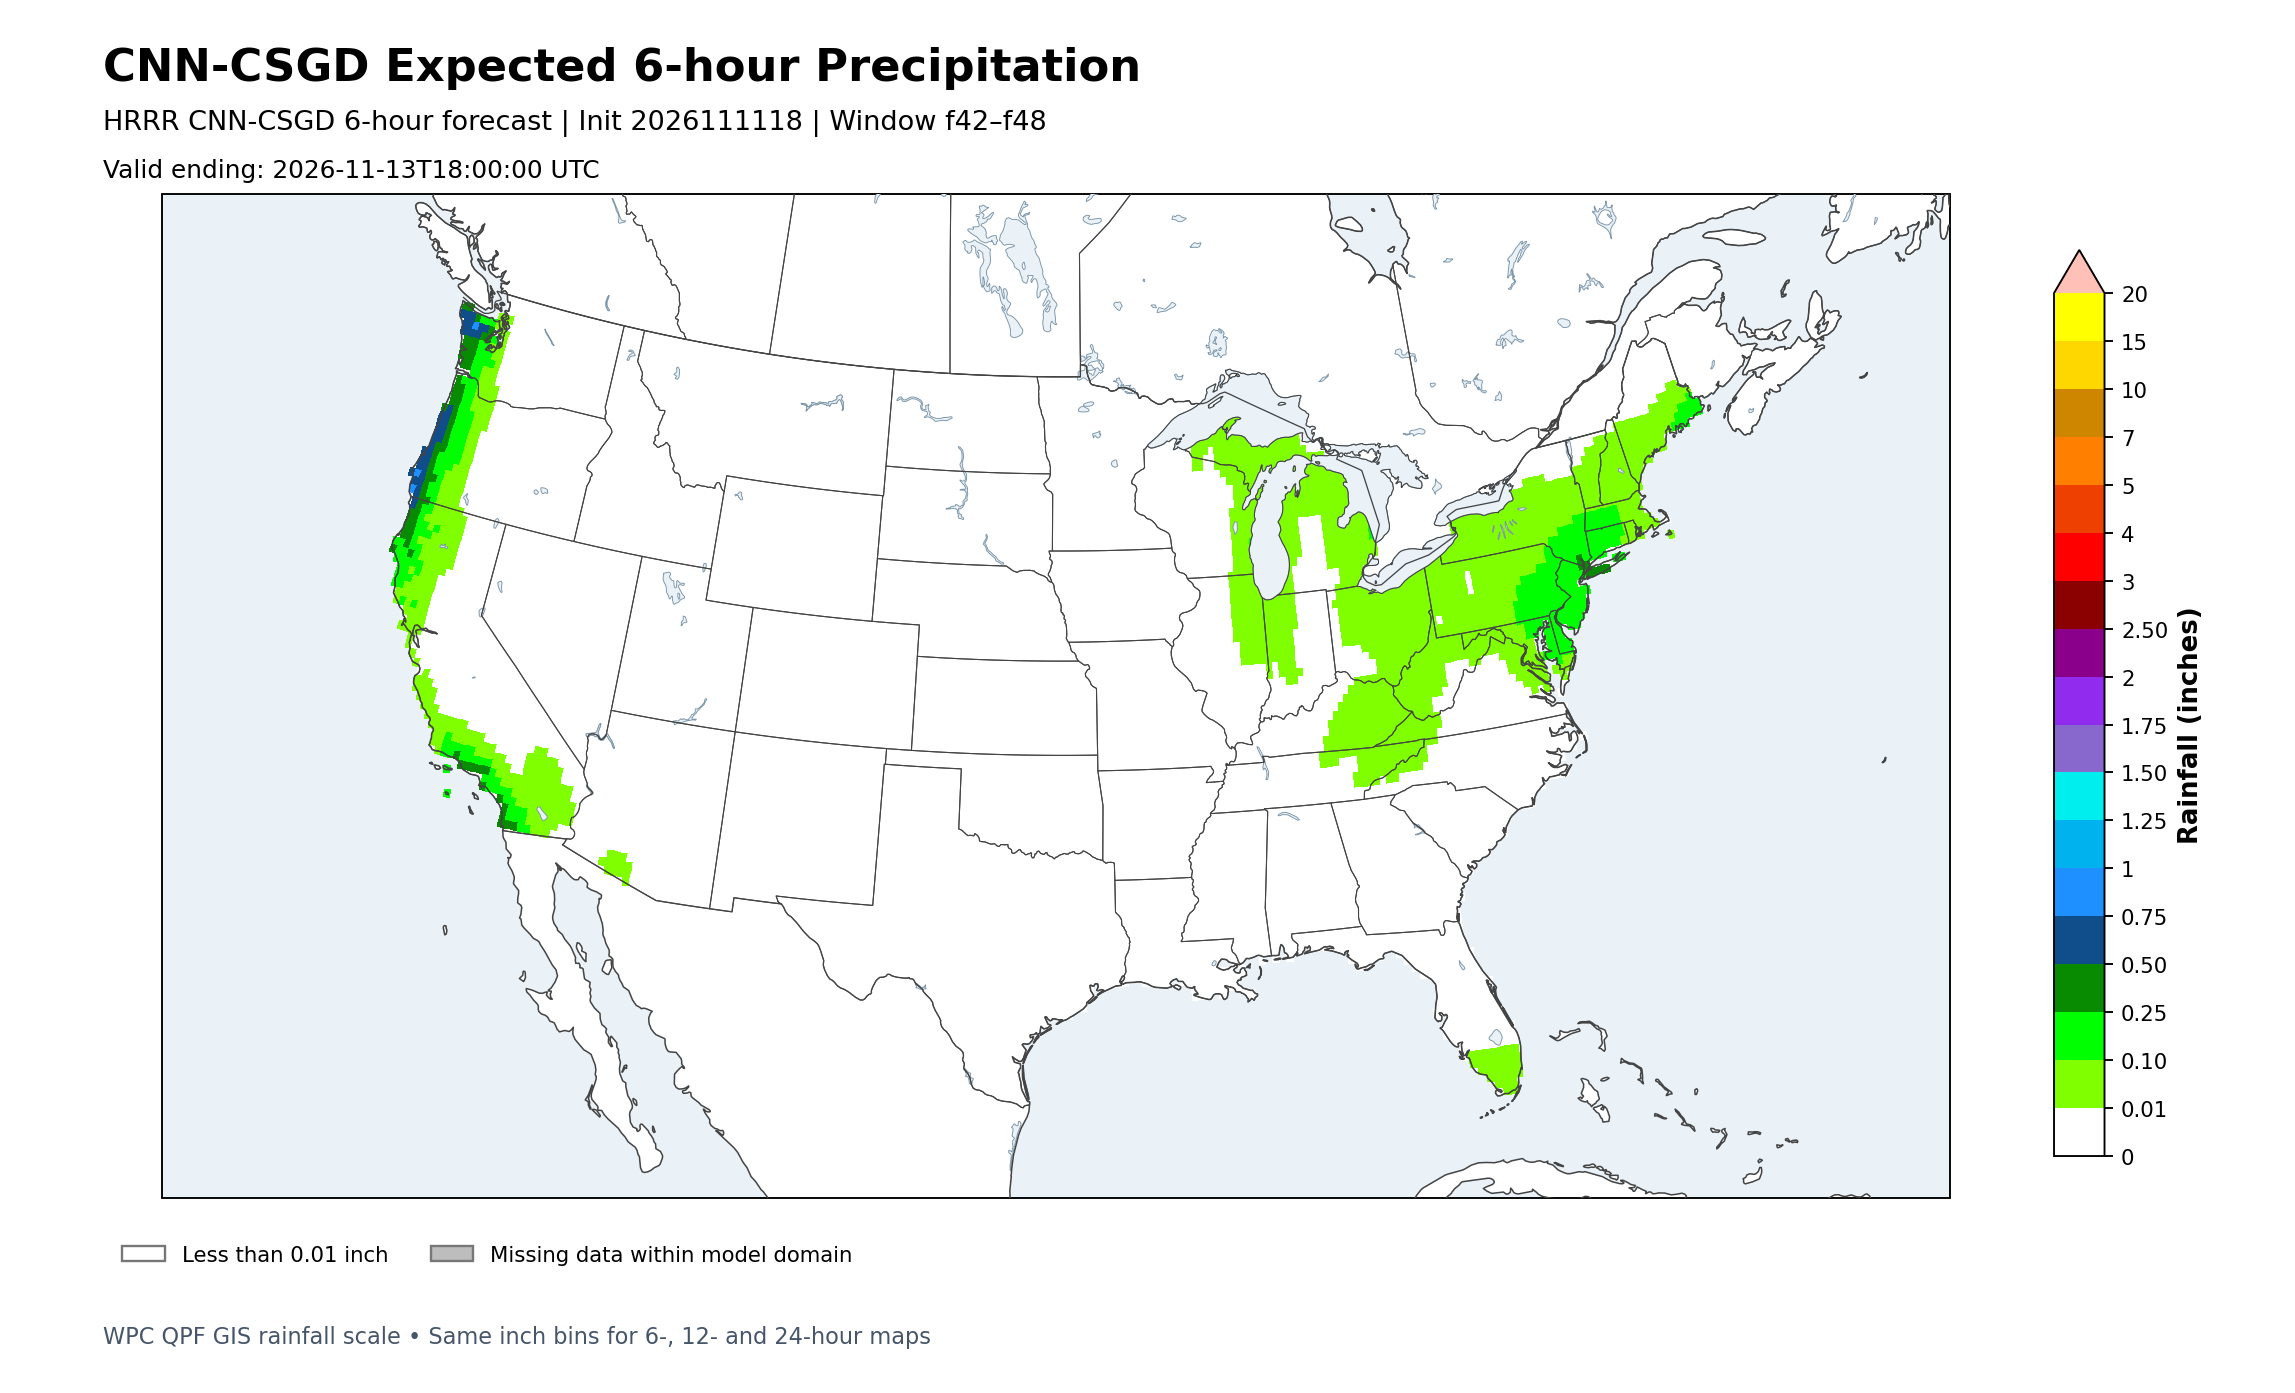 CNN-CSGD Expected 6-hour Precipitation
HRRR CNN-CSGD 6-hour forecast | Init 2026111118 | Window f42–f48
Valid ending: 2026-11-13T18:00:00 UTC
20
15
10
7
5
4
3
2.50
2
1.75
1.50
1.25
1
0.75
0.50
0.25
0.10
0.01
0
Rainfall (inches)
Less than 0.01 inch
Missing data within model domain
WPC QPF GIS rainfall scale • Same inch bins for 6-, 12- and 24-hour maps